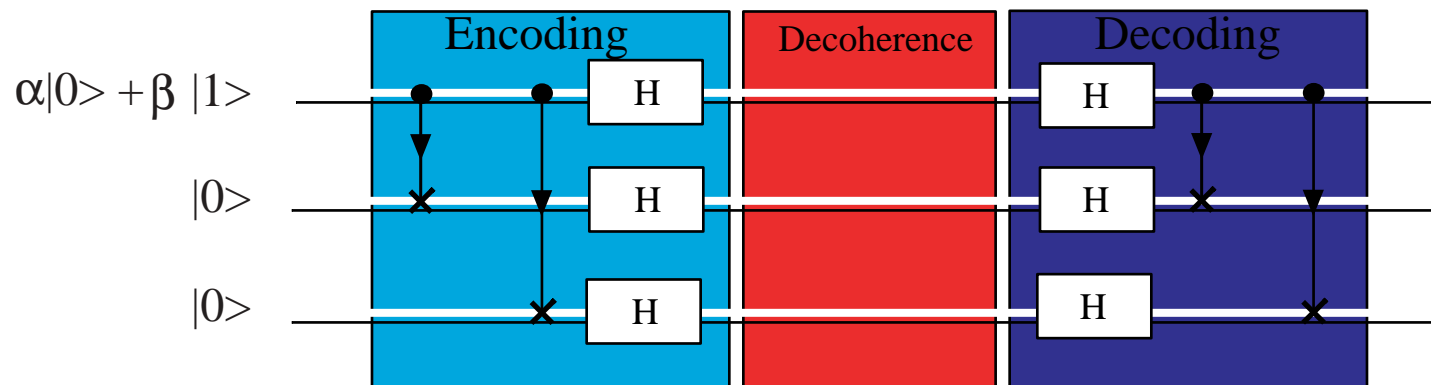 Encoding
Decoherence
Decoding
α|0> + β |1>
H
H
|0>
H
H
|0>
H
H